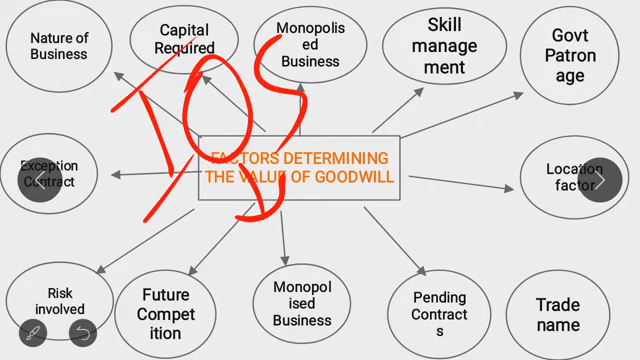 Nature of
Business
Capital
Required
Monopolis
ed
Business
Skill
manage
ment
Govt
Patron
age
Exception
Contract
FACTORS DETERMINING
THE VALUE OF GOODWILL
Location
factor
Risk
involved
Future
Compet
ition
Monopol
ised
Business
Pending
Contract
s
Trade
name